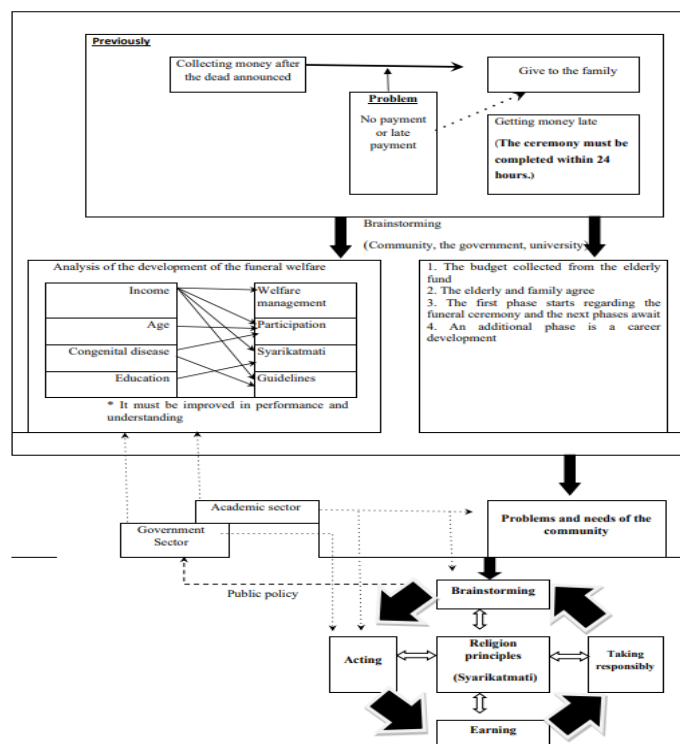 Previously
Collecting money after
the dead announced
Give to the family
Problem
No payment
or late
payment
Getting money late
(The ceremony must be
completed within 24
hours.)
Brainstorming
(Community, the government, university)
Analysis of the development of the funeral welfare
Income
Age
Congenital disease
Education
Welfare
management
Participation
Syarikatmati
Guidelines
* It must be improved in performance and
understanding
1. The budget collected from the elderly
fund
2. The elderly and family agree
3. The first phase starts regarding the
funeral ceremony and the next phases await
4. An additional phase is a career
development
Academic sector
Government
Sector
Problems and needs of the
community
Public policy
Brainstorming
Acting
Religion
principles
(Syarikatmati)
Taking
responsibly
Earning